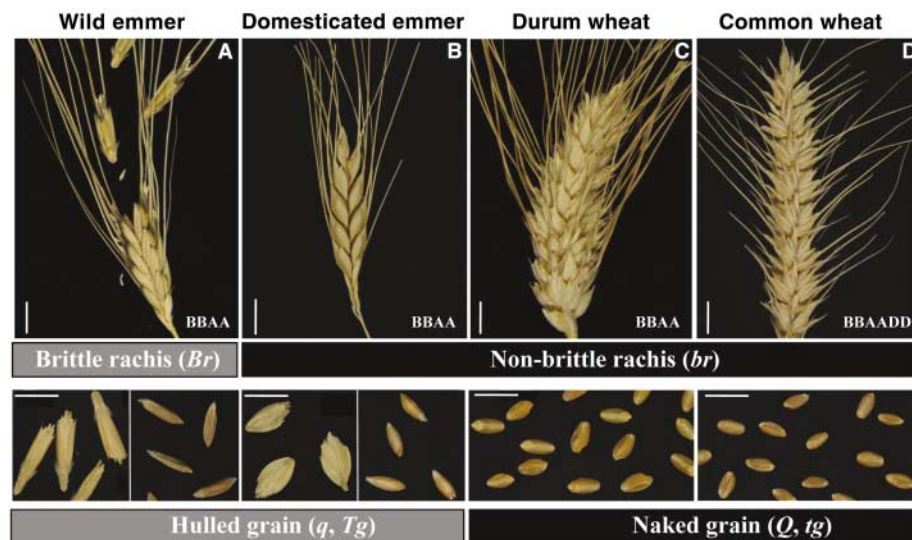 Wild emmer
Domesticated emmer
Durum wheat
Common wheat
A
B
C
D
BBAA
BBAA
BBAA
BBAADD
Brittle rachis (Br)
Non-brittle rachis (br)
Hulled grain (q, Tg)
Naked grain (Q, tg)